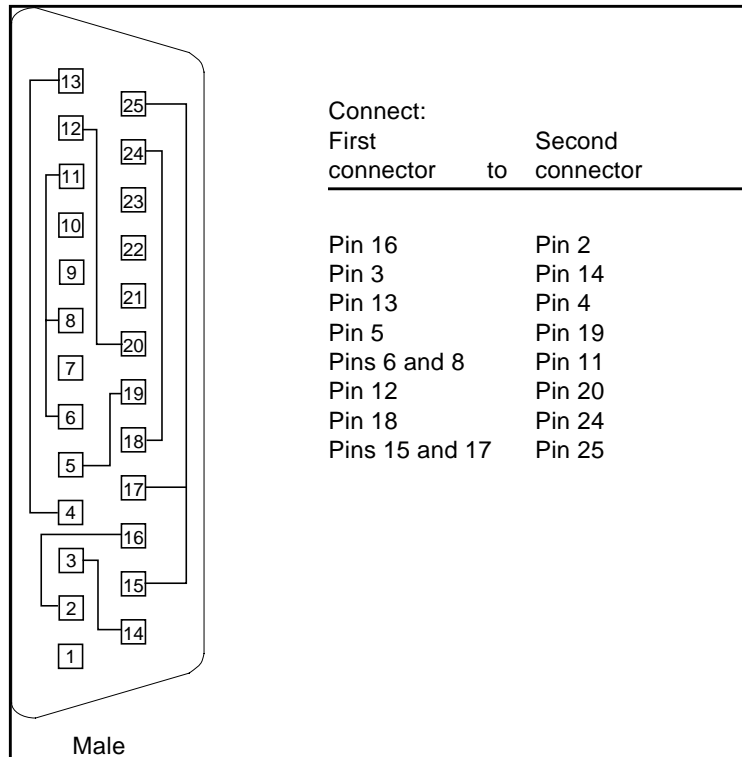 13
25
12
24
11
23
10
22
9
21
8
20
7
19
6
18
5
17
4
16
3
15
2
14
1
Male
Connect:
First Second
connector to connector
Pin 16 Pin 2
Pin 3 Pin 14
Pin 13 Pin 4
Pin 5 Pin 19
Pins 6 and 8 Pin 11
Pin 12 Pin 20
Pin 18 Pin 24
Pins 15 and 17 Pin 25